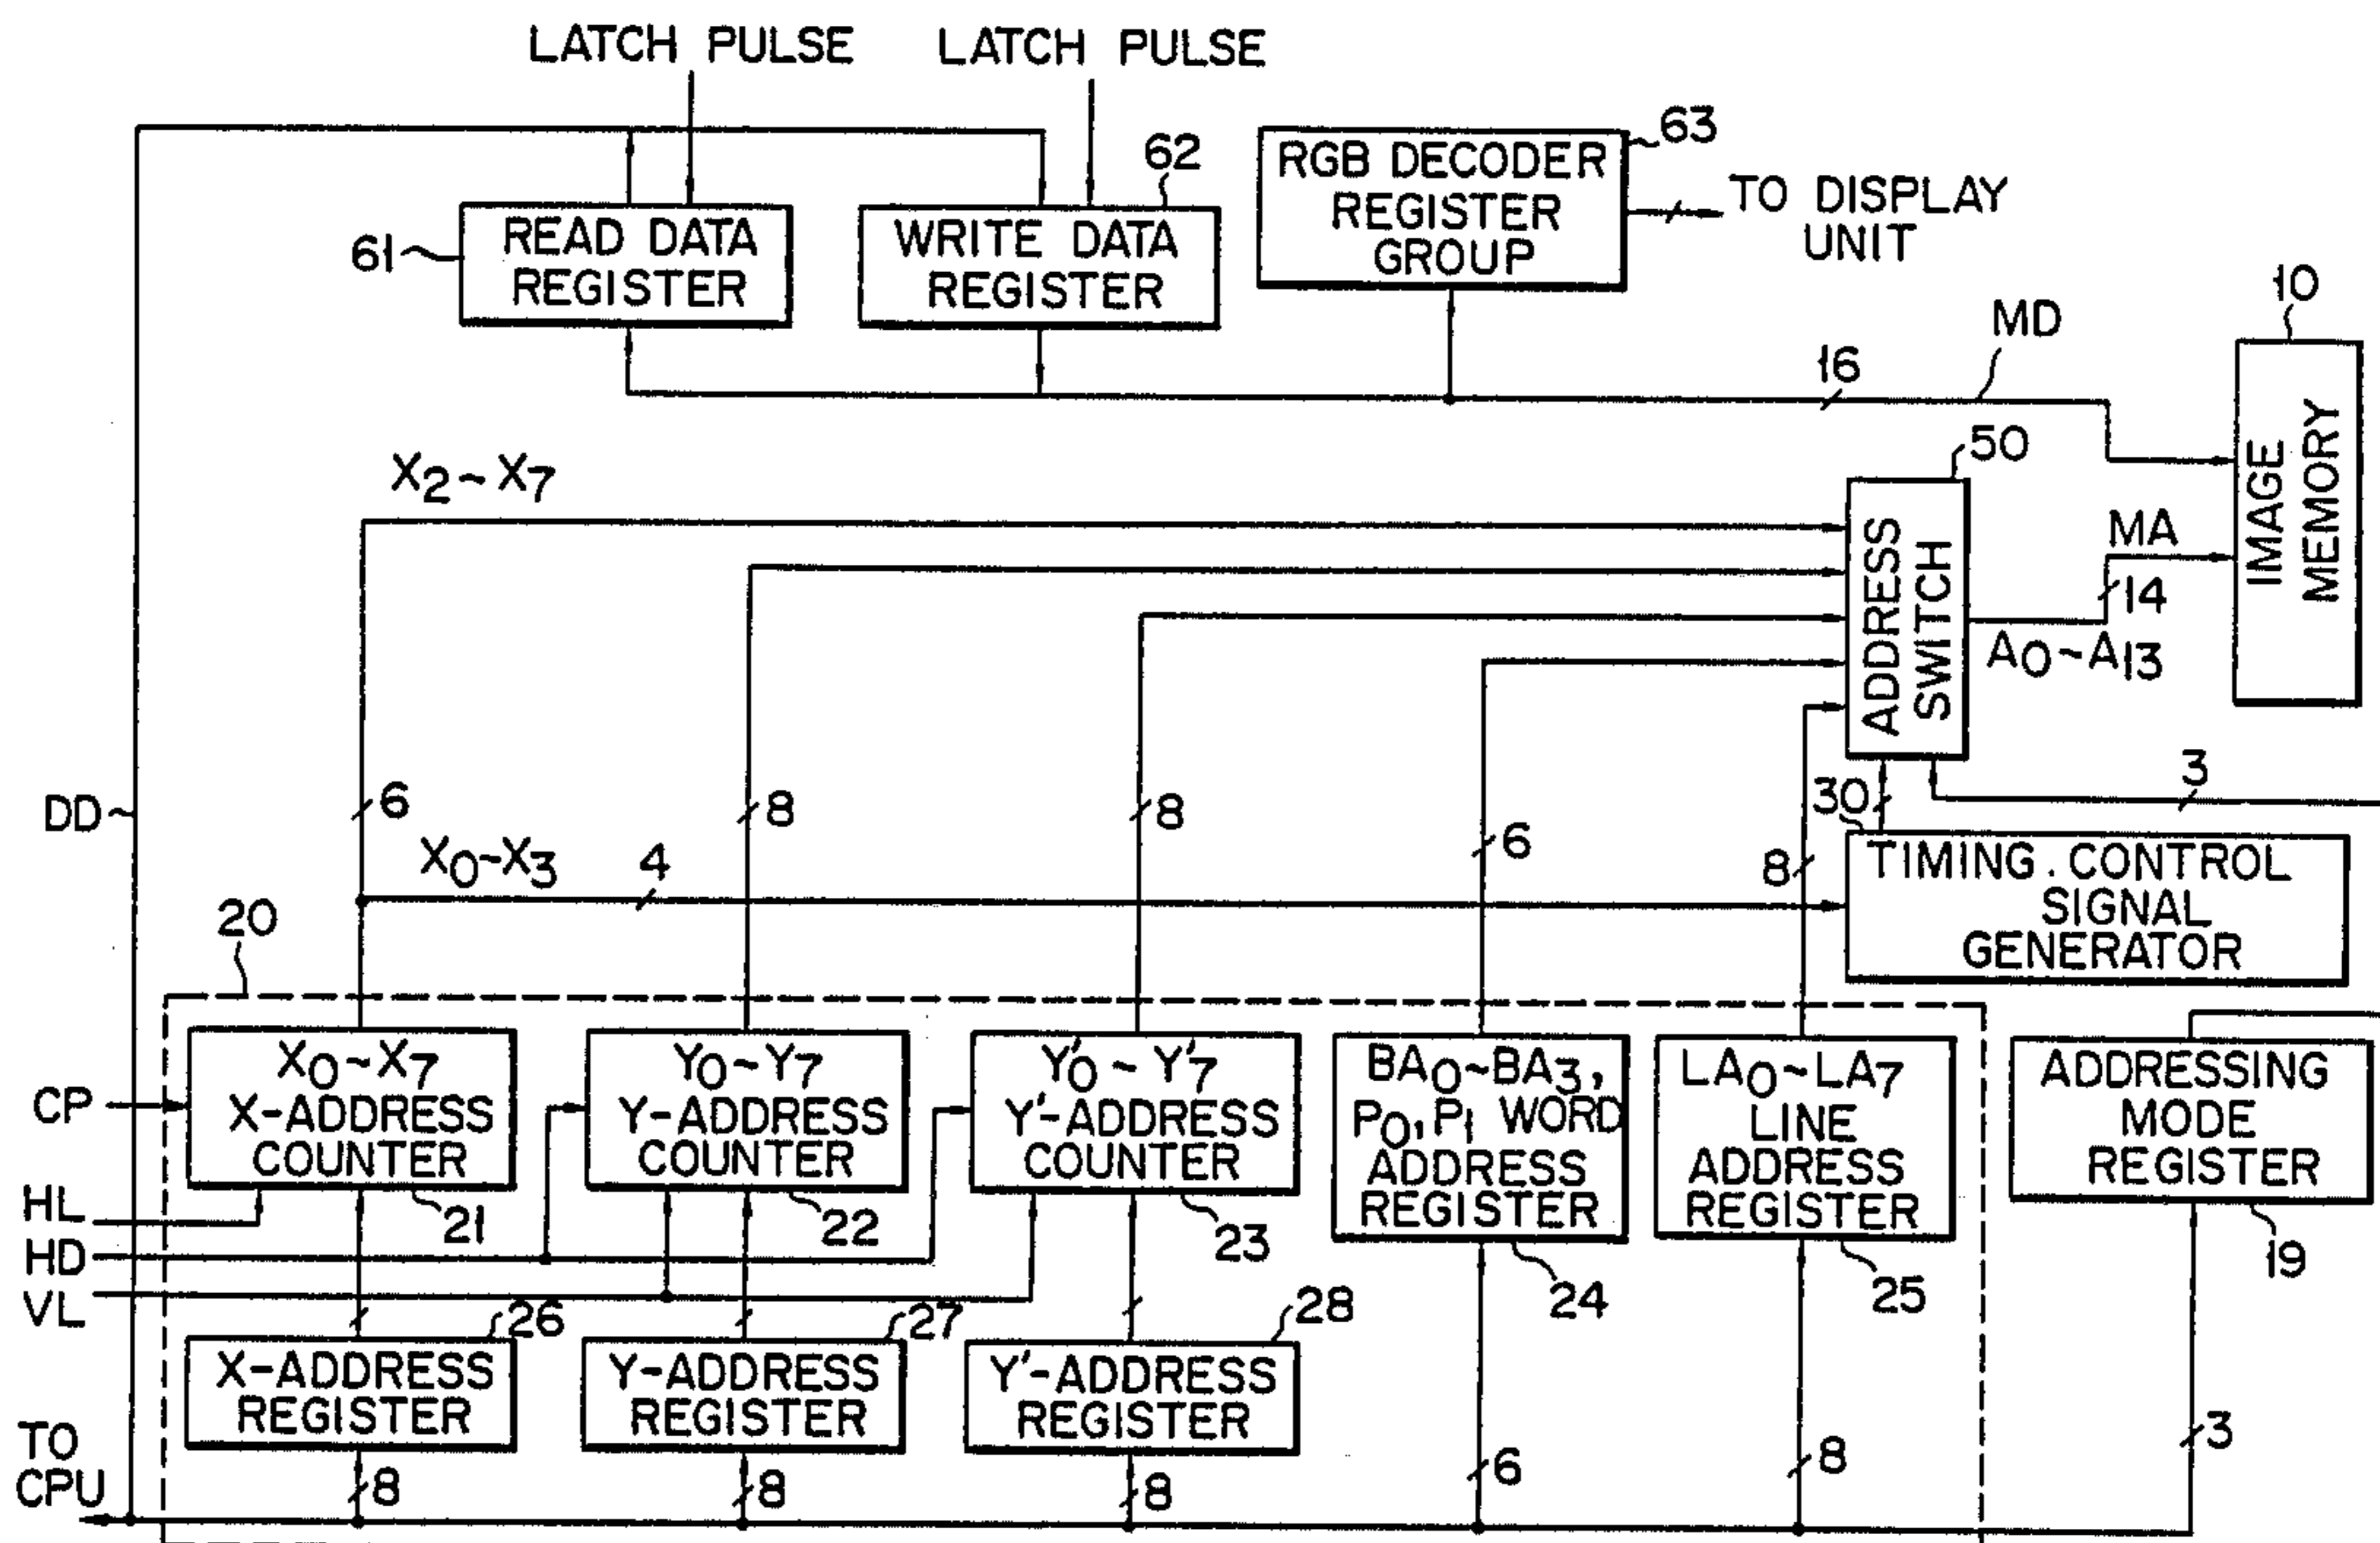 LATCH PULSE
LATCH PULSE
63
RGB DECODER
REGISTER
GROUP
TO DISPLAY
UNIT
62
61
READ DATA
REGISTER
WRITE DATA
REGISTER
10
MD
16
IMAGE
MEMORY
X2~X7
50
ADDRESS
SWITCH
MA
14
A0~A13
3
DD
6
8
8
6
8
30
X0~X3
4
TIMING.CONTROL
SIGNAL
GENERATOR
20
CP
X0~X7
X-ADDRESS
COUNTER
Y0~Y7
Y-ADDRESS
COUNTER
Y'0~Y'7
Y'-ADDRESS
COUNTER
BA0~BA3,
P0,P1 WORD
ADDRESS
REGISTER
LA0~LA7
LINE
ADDRESS
REGISTER
ADDRESSING
MODE
REGISTER
HL
HD
VL
21
22
23
24
25
19
26
27
28
X-ADDRESS
REGISTER
Y-ADDRESS
REGISTER
Y'-ADDRESS
REGISTER
TO
CPU
8
8
8
6
8
3